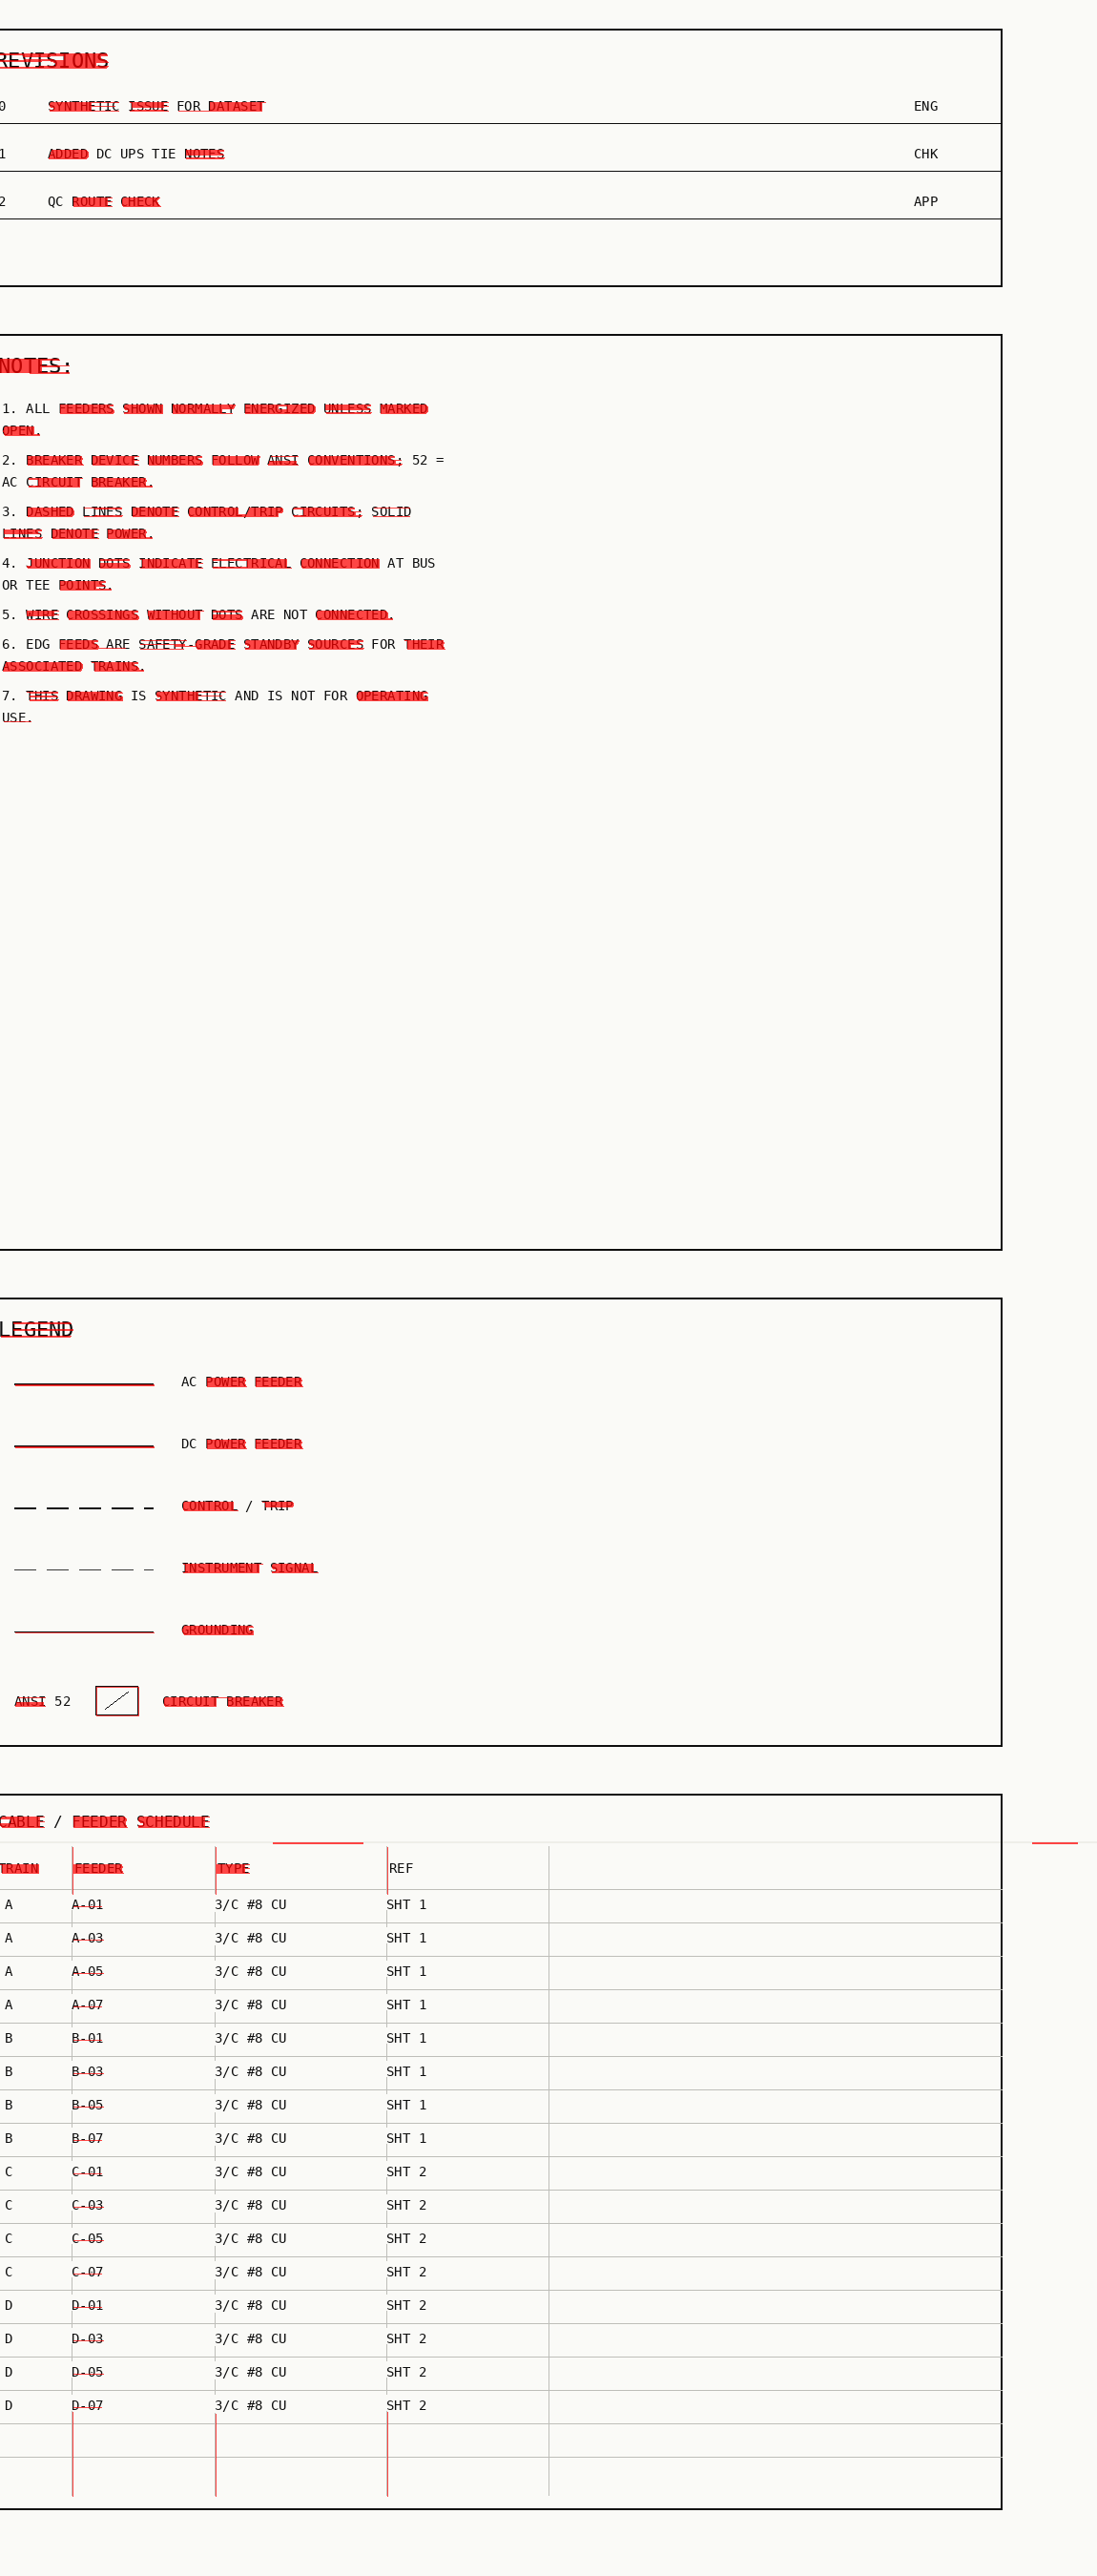 REVISIONS
0 SYNTHETIC ISSUE FOR DATASET ENG
1 ADDED DC UPS TIE NOTES CHK
2 QC ROUTE CHECK APP
NOTES:
1. ALL FEEDERS SHOWN NORMALLY ENERGIZED UNLESS MARKED
OPEN.
2. BREAKER DEVICE NUMBERS FOLLOW ANSI CONVENTIONS; 52 =
AC CIRCUIT BREAKER.
3. DASHED LINES DENOTE CONTROL/TRIP CIRCUITS; SOLID
LINES DENOTE POWER.
4. JUNCTION DOTS INDICATE ELECTRICAL CONNECTION AT BUS
OR TEE POINTS.
5. WIRE CROSSINGS WITHOUT DOTS ARE NOT CONNECTED.
6. EDG FEEDS ARE SAFETY-GRADE STANDBY SOURCES FOR THEIR
ASSOCIATED TRAINS.
7. THIS DRAWING IS SYNTHETIC AND IS NOT FOR OPERATING
USE.
LEGEND
AC POWER FEEDER
DC POWER FEEDER
CONTROL / TRIP
INSTRUMENT SIGNAL
GROUNDING
ANSI 52 CIRCUIT BREAKER
CABLE / FEEDER SCHEDULE
TRAIN FEEDER TYPE REF
A A-01 3/C #8 CU SHT 1
A A-03 3/C #8 CU SHT 1
A A-05 3/C #8 CU SHT 1
A A-07 3/C #8 CU SHT 1
B B-01 3/C #8 CU SHT 1
B B-03 3/C #8 CU SHT 1
B B-05 3/C #8 CU SHT 1
B B-07 3/C #8 CU SHT 1
C C-01 3/C #8 CU SHT 2
C C-03 3/C #8 CU SHT 2
C C-05 3/C #8 CU SHT 2
C C-07 3/C #8 CU SHT 2
D D-01 3/C #8 CU SHT 2
D D-03 3/C #8 CU SHT 2
D D-05 3/C #8 CU SHT 2
D D-07 3/C #8 CU SHT 2